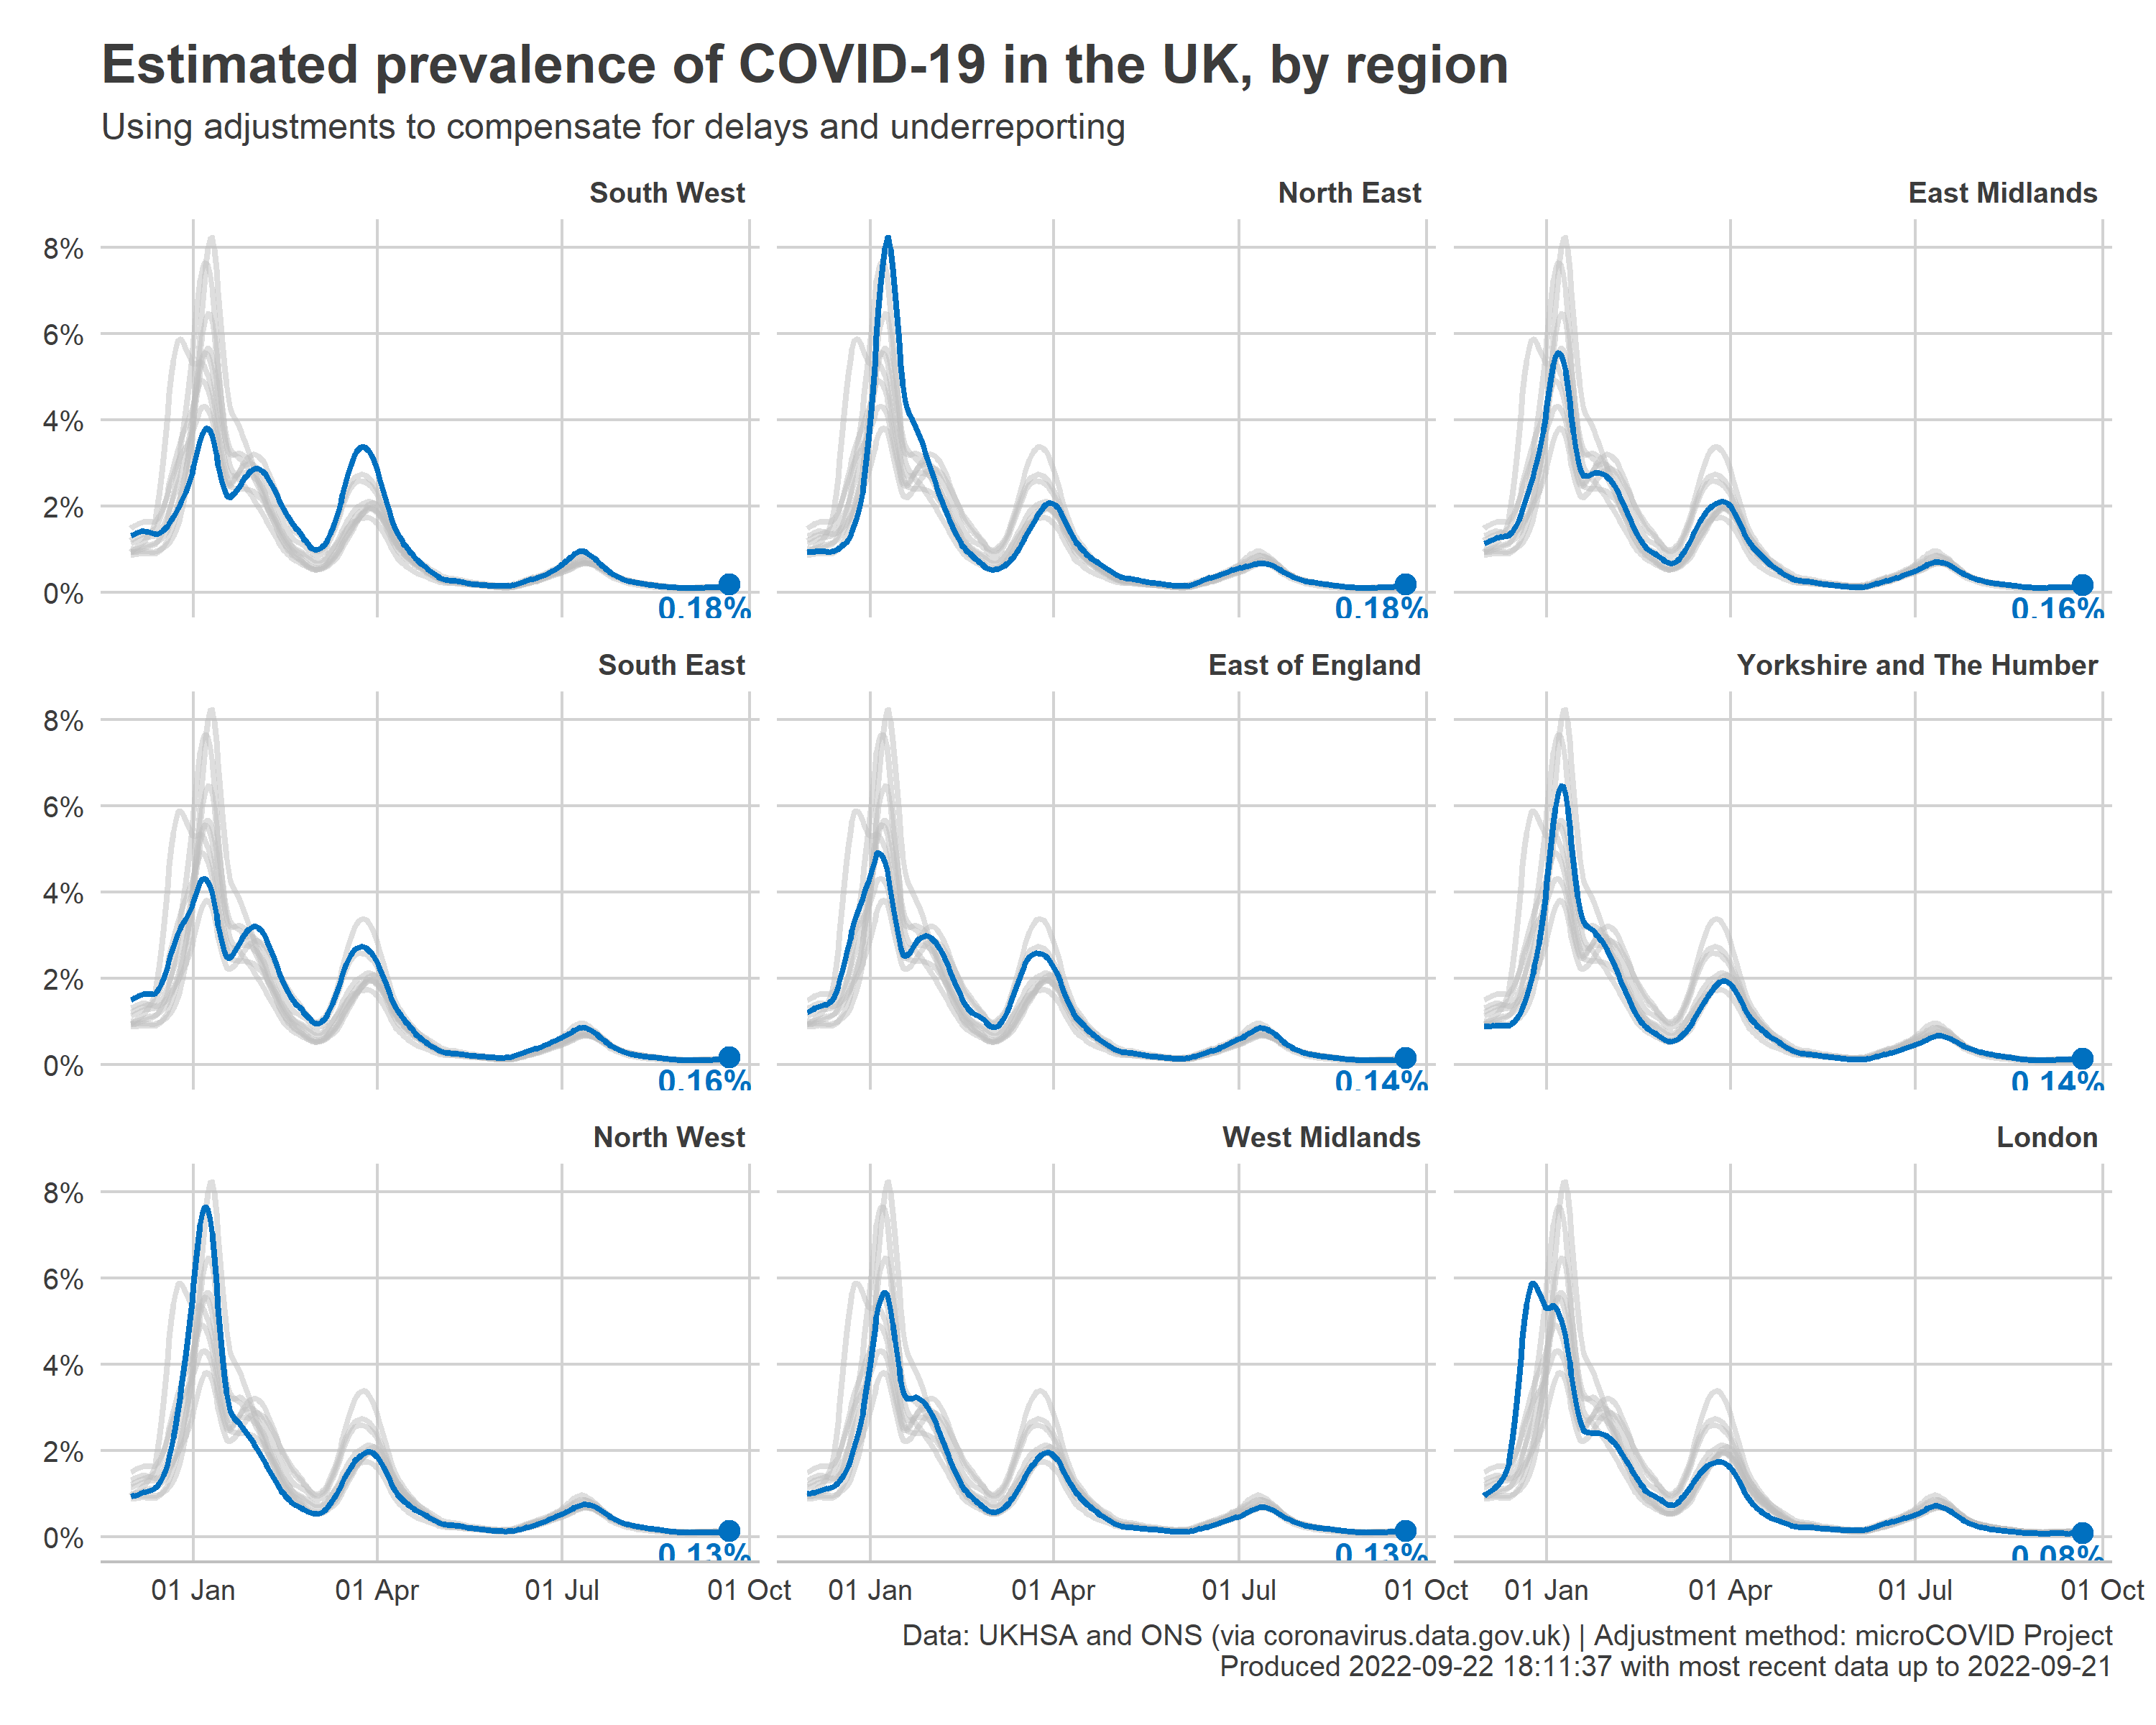 Estimated prevalence of COVID-19 in the UK, by region
Using adjustments to compensate for delays and underreporting
South West
North East
East Midlands
8%
6%
4%
2%
0%
0.18%
0.18%
0.16%
South East
East of England
Yorkshire and The Humber
8%
6%
4%
2%
0%
0.16%
0.14%
0.14%
North West
West Midlands
London
8%
6%
4%
2%
0%
0.13%
0.13%
0.08%
01 Jan 01 Apr 01 Jul 01 Oct 01 Jan 01 Apr 01 Jul 01 Oct 01 Jan 01 Apr 01 Jul 01 Oct
Data: UKHSA and ONS (via coronavirus.data.gov.uk) | Adjustment method: microCOVID Project
Produced 2022-09-22 18:11:37 with most recent data up to 2022-09-21